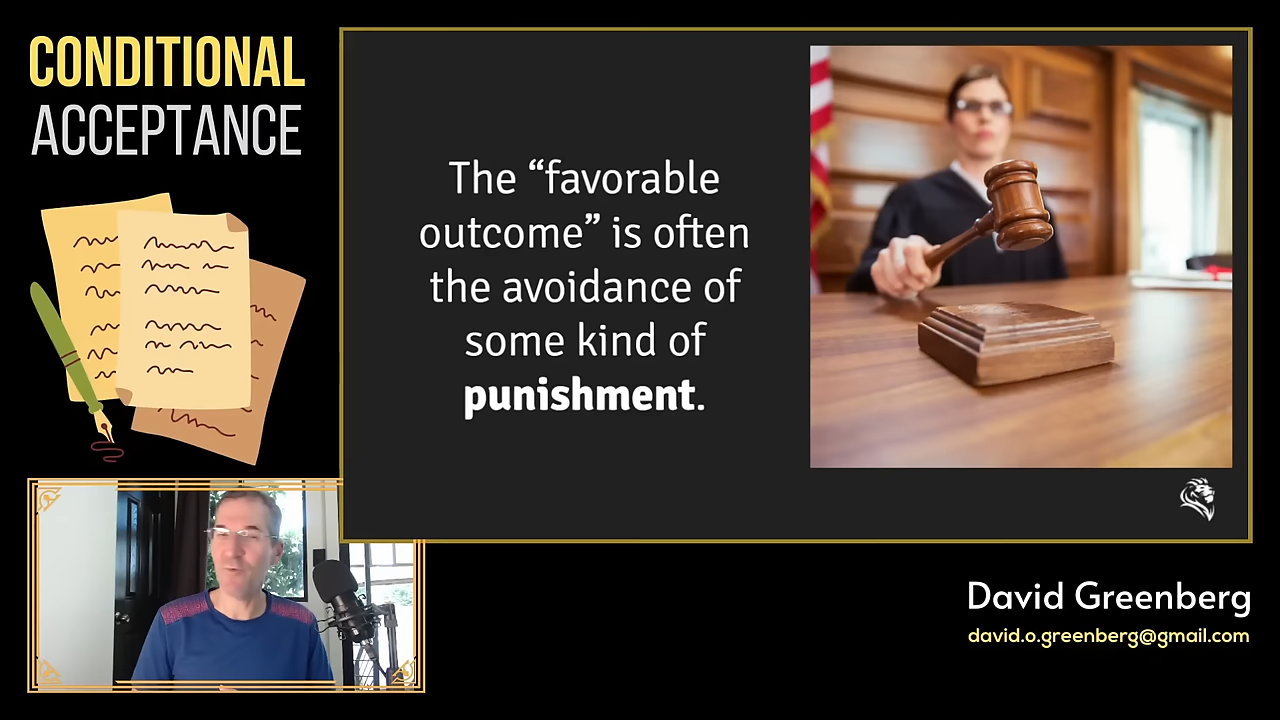 CONDITIONAL
ACCEPTANCE
The “favorable
outcome” is often
the avoidance of
some kind of
punishment.
David Greenberg
david.o.greenberg@gmail.com